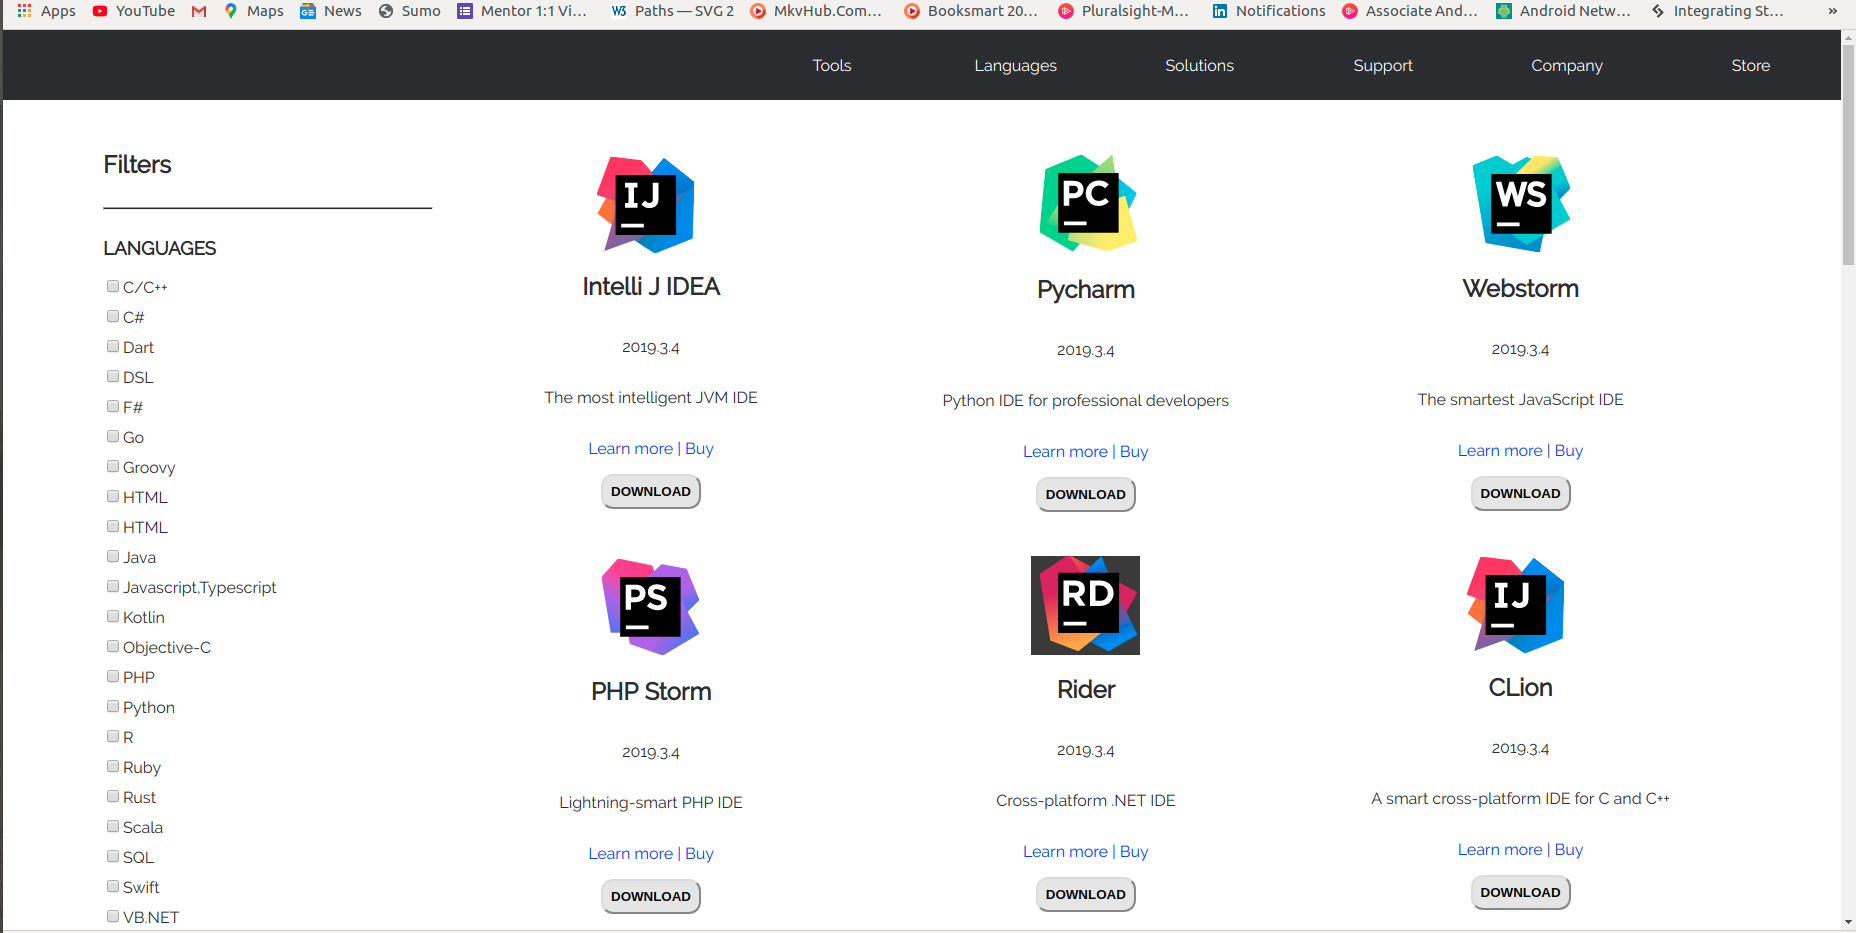 Apps YouTube Maps News Sumo Mentor 1:1 Vi... W3 Paths — SVG 2 MkvHub.Com... Booksmart 20... Pluralsight-M... in Notifications Associate And... Android Netw... Integrating St... »
Tools Languages Solutions Support Company Store
Filters
LANGUAGES
C/C++
C#
Dart
DSL
F#
Go
Groovy
HTML
HTML
Java
Javascript,Typescript
Kotlin
Objective-C
PHP
Python
R
Ruby
Rust
Scala
SQL
Swift
VB.NET
IJ
Intelli J IDEA
2019.3.4
The most intelligent JVM IDE
Learn more | Buy
DOWNLOAD
PC
Pycharm
2019.3.4
Python IDE for professional developers
Learn more | Buy
DOWNLOAD
WS
Webstorm
2019.3.4
The smartest JavaScript IDE
Learn more | Buy
DOWNLOAD
PS
PHP Storm
2019.3.4
Lightning-smart PHP IDE
Learn more | Buy
DOWNLOAD
RD
Rider
2019.3.4
Cross-platform .NET IDE
Learn more | Buy
DOWNLOAD
IJ
CLion
2019.3.4
A smart cross-platform IDE for C and C++
Learn more | Buy
DOWNLOAD